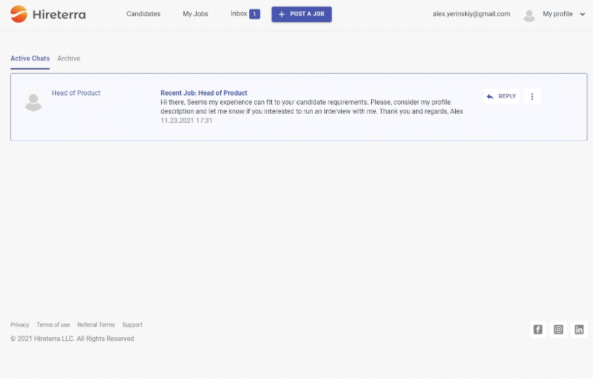 Hireterra
Candidates
My Jobs
Inbox 1
+ POST A JOB
alex.yerinskiy@gmail.com
My profile
Active Chats
Archive
Head of Product
Recent Job: Head of Product
Hi there, Seems my experience can fit to your candidate requirements. Please, consider my profile
description and let me know if you interested to run an interview with me. Thank you and regards, Alex
11.23.2021 17:31
REPLY
Privacy Terms of use Referral Terms Support
© 2021 Hireterra LLC. All Rights Reserved